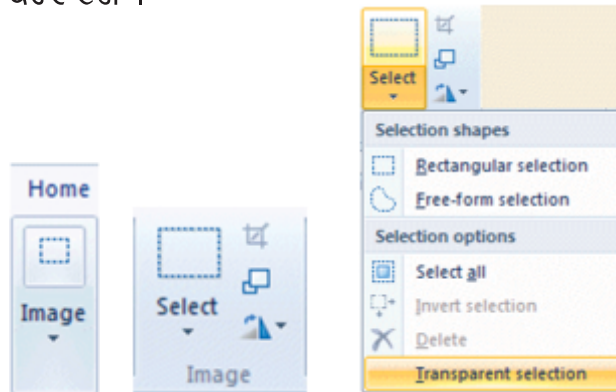 Home
Image
Select
Image
Select
Selection shapes
Rectangular selection
Free-form selection
Selection options
Select all
Invert selection
Delete
Transparent selection